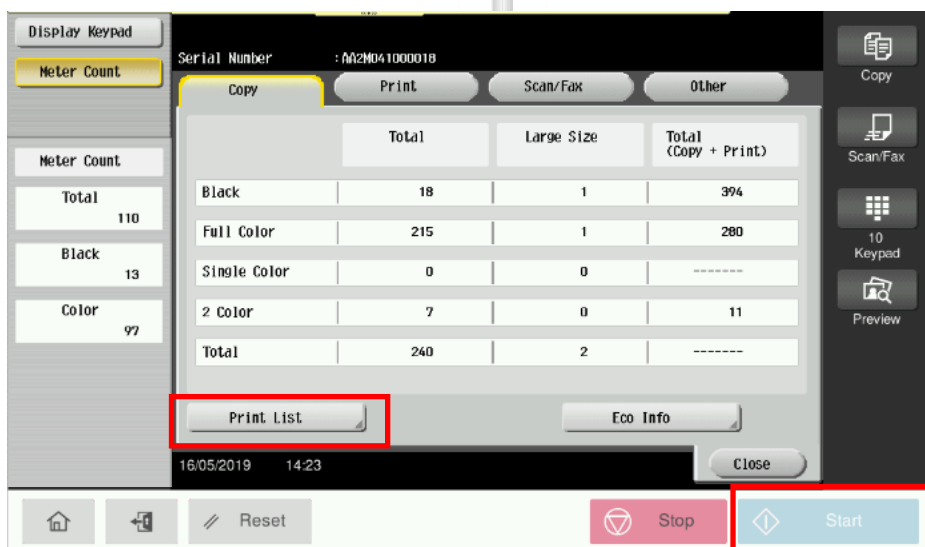 Display Keypad
Meter Count
Meter Count
Total
110
Black
13
Color
97
Serial Number : AA2M041000018
Copy Print Scan/Fax Other
Total Large Size Total
(Copy + Print)
Black 18 1 394
Full Color 215 1 280
Single Color 0 0 -------
2 Color 7 0 11
Total 240 2 -------
Print List Eco Info
16/05/2019 14:23 Close
Copy
Scan/Fax
10
Keypad
Preview
Reset Stop Start